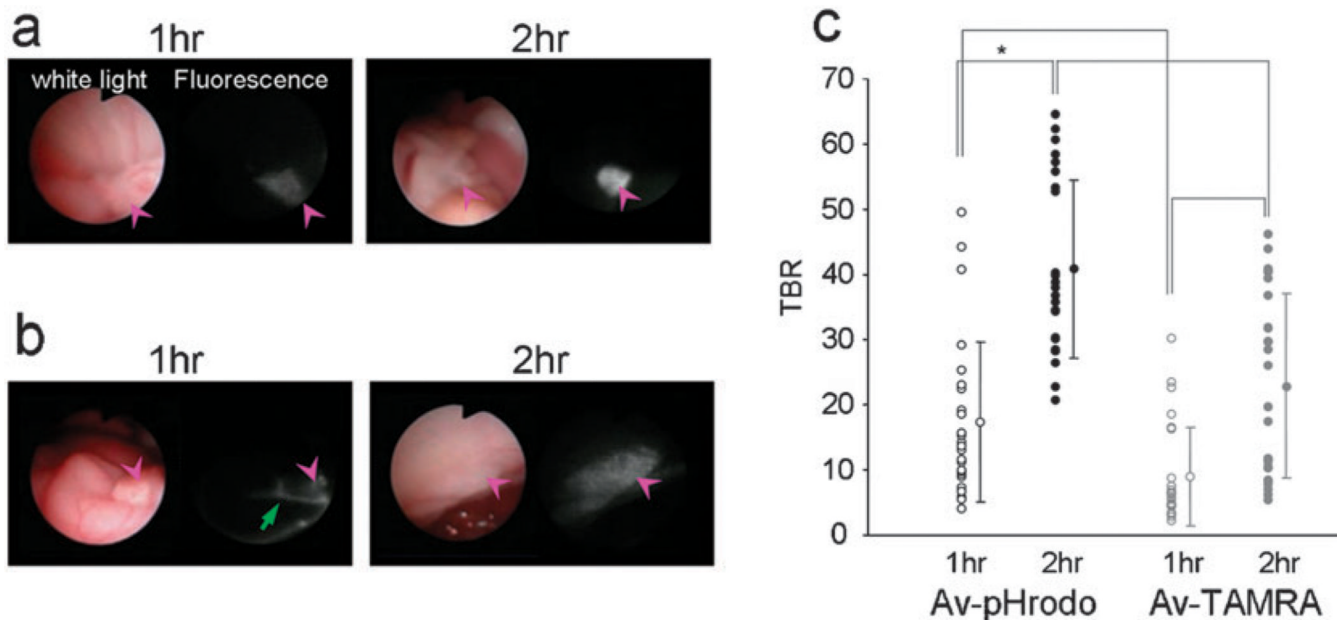 a
1hr 2hr
white light Fluorescence
b
1hr 2hr
c
*
TBR
70
60
50
40
30
20
10
0
1hr 2hr 1hr 2hr
Av-pHrodo Av-TAMRA